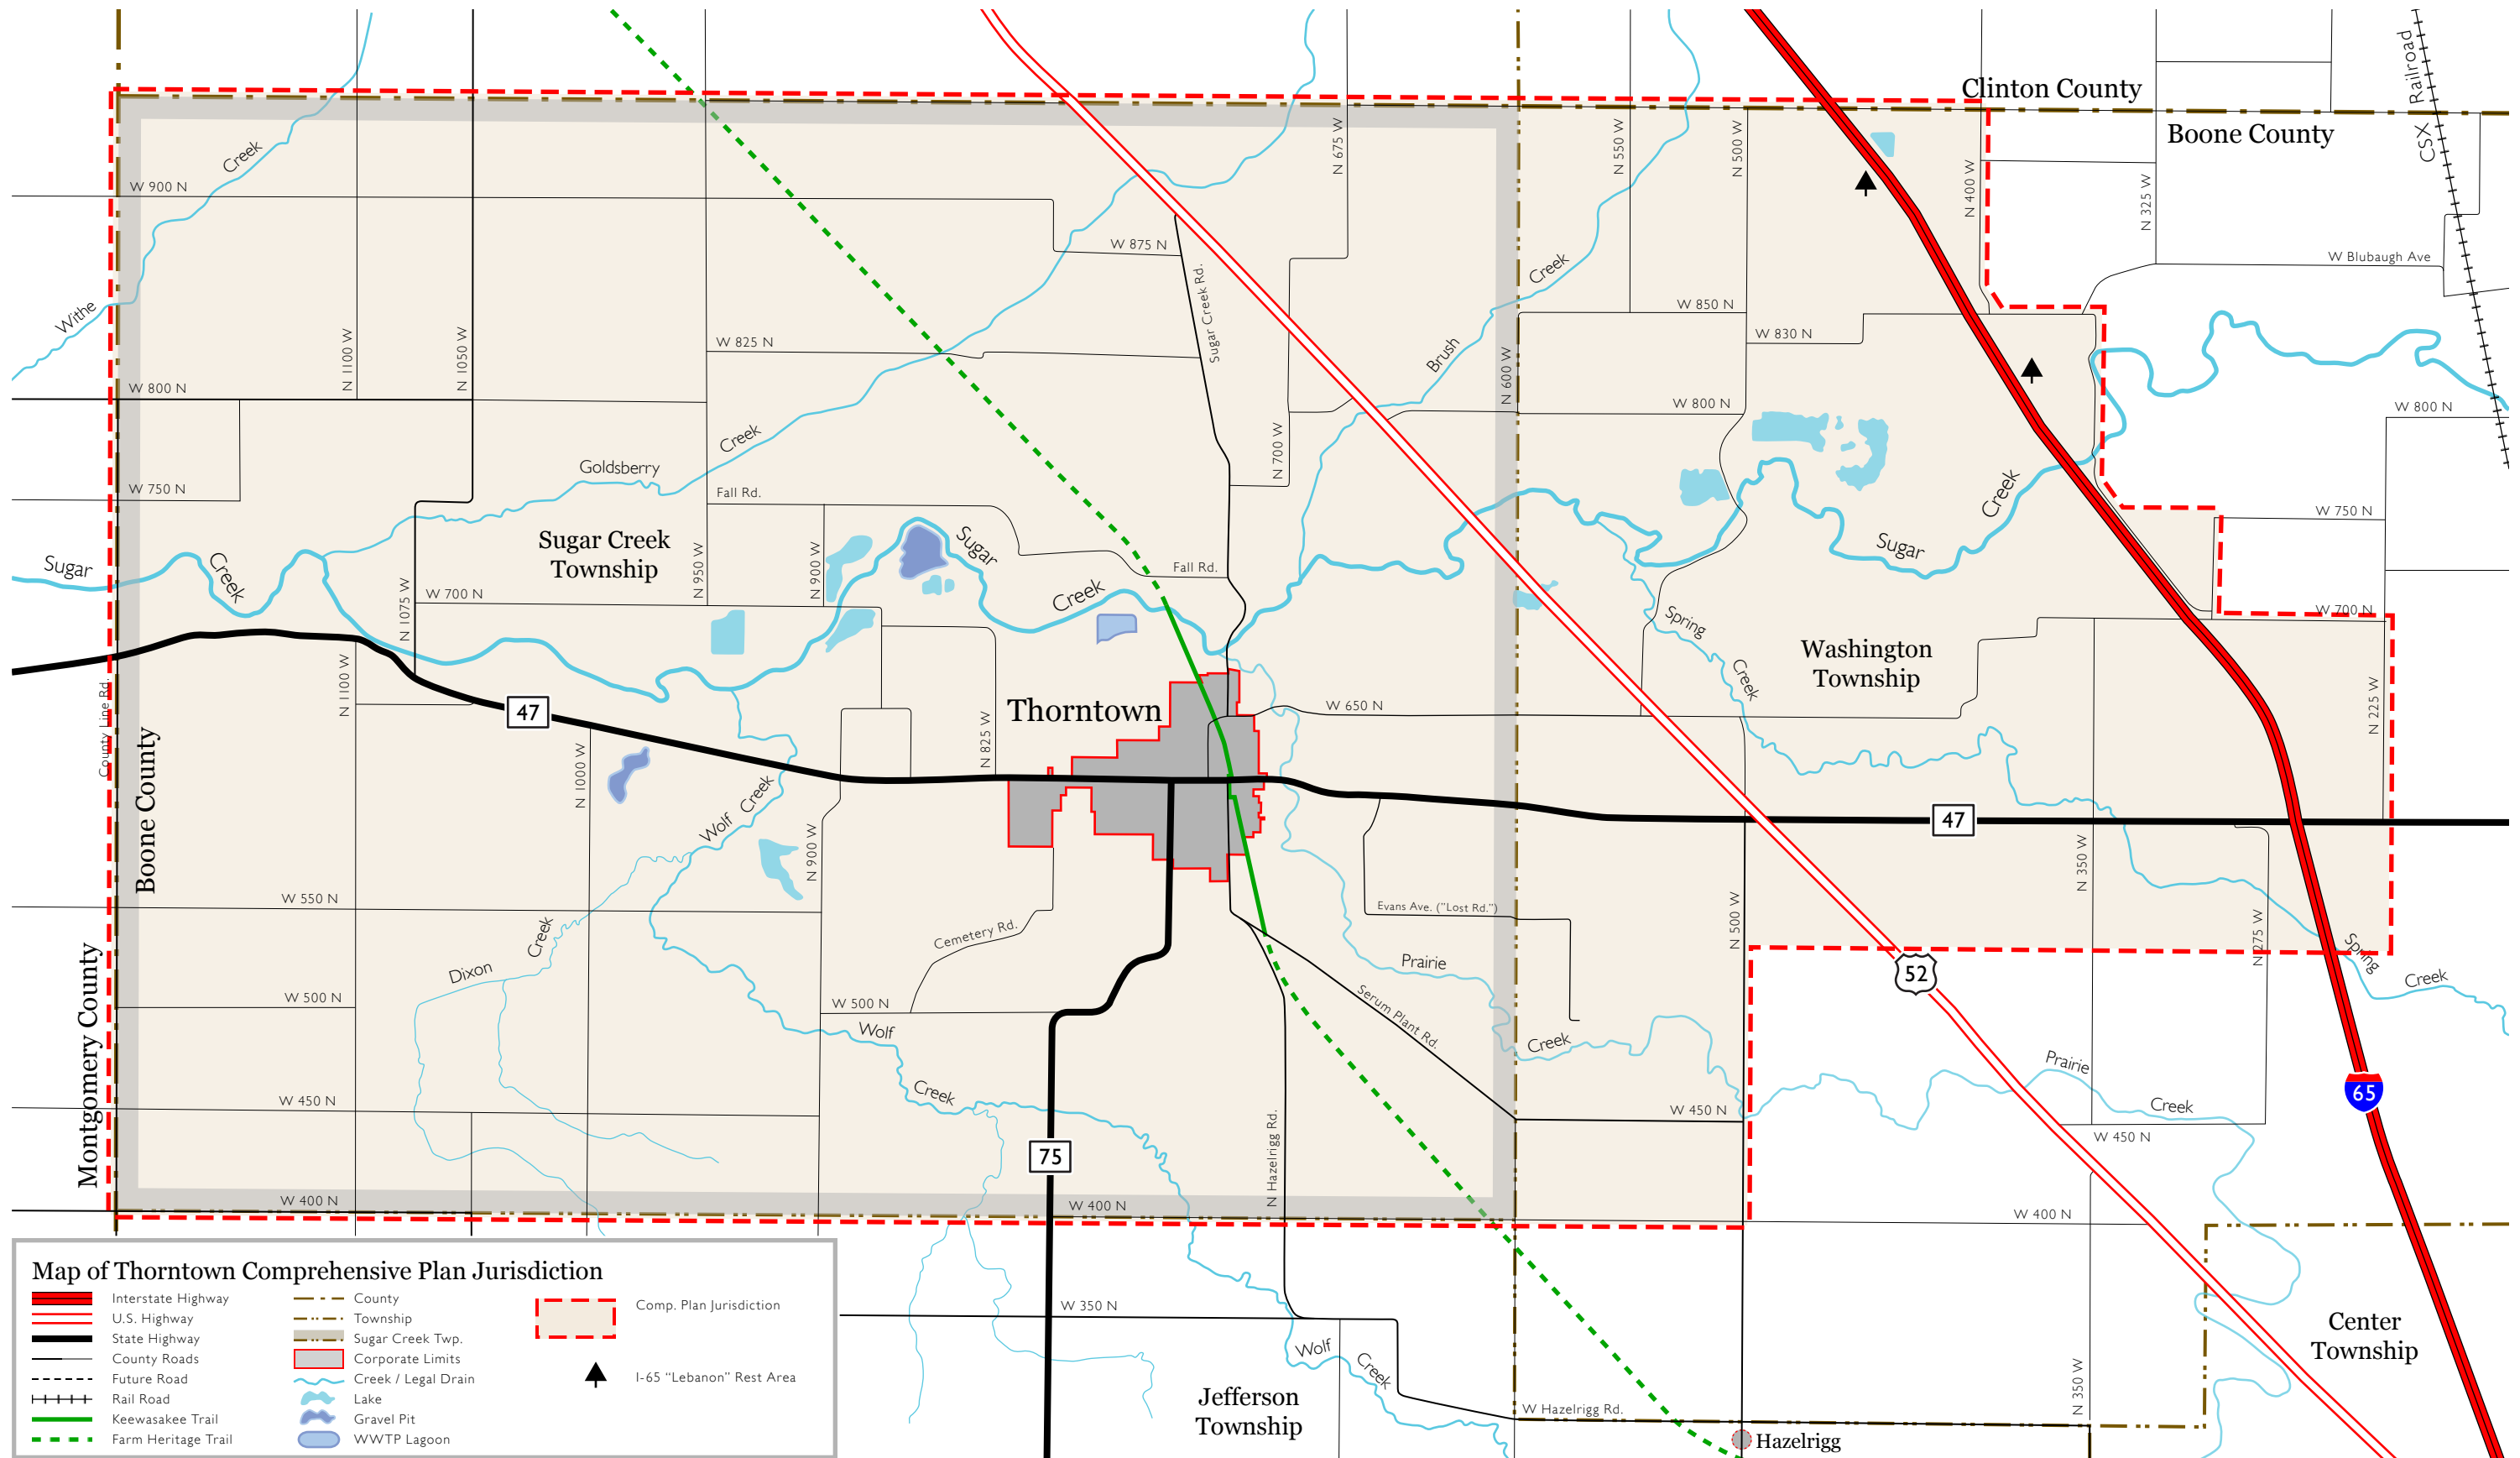 Clinton County
Boone County
CSX
Railroad
N 675 W
N 550 W
N 500 W
N 400 W
N 325 W
Creek
W 900 N
W 875 N
Sugar Creek Rd.
Creek
W Blubaugh Ave
Withe
N 1100 W
N 1050 W
W 825 N
W 850 N
W 830 N
Brush
N 600 W
W 800 N
W 800 N
W 800 N
Creek
Goldsberry
N 700 W
W 750 N
Fall Rd.
Creek
W 750 N
Sugar Creek
Township
Sugar
Sugar
Sugar
Creek
N 950 W
N 900 W
Fall Rd.
N 1075 W
W 700 N
Creek
Spring
W 700 N
Washington
Township
Creek
N 1100 W
47
Thorntown
W 650 N
N 225 W
County Line Rd.
N 825 W
N 1000 W
Boone County
Creek
Wolf
47
N 900 W
N 350 W
W 550 N
Evans Ave. ("Lost Rd.")
N 500 W
N 275 W
Creek
Cemetery Rd.
Dixon
Prairie
52
Spring
Creek
W 500 N
W 500 N
Serum Plant Rd.
Wolf
Creek
Montgomery County
Prairie
Creek
Creek
65
W 450 N
W 450 N
W 450 N
75
N Hazelrigg Rd.
W 400 N
W 400 N
W 400 N
Map of Thorntown Comprehensive Plan Jurisdiction
Interstate Highway
U.S. Highway
State Highway
County Roads
Future Road
Rail Road
Keewasakee Trail
Farm Heritage Trail
County
Township
Sugar Creek Twp.
Corporate Limits
Creek / Legal Drain
Lake
Gravel Pit
WWTP Lagoon
Comp. Plan Jurisdiction
I-65 “Lebanon” Rest Area
W 350 N
Wolf
Creek
Center
Township
N 350 W
Jefferson
Township
W Hazelrigg Rd.
Hazelrigg